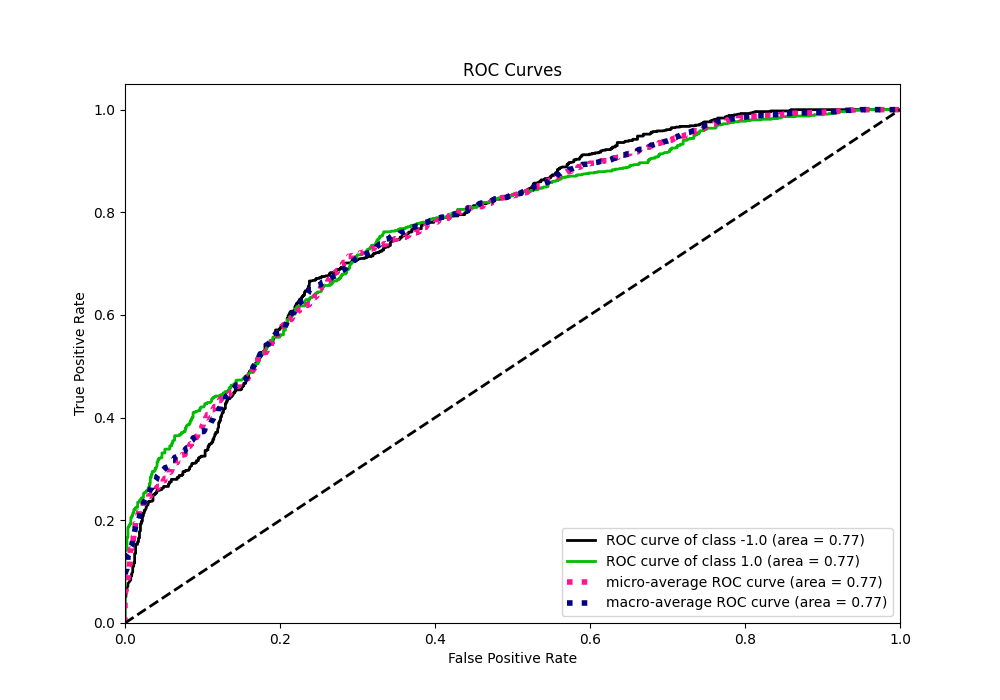 ROC Curves
True Positive Rate
1.0
0.8
0.6
0.4
0.2
0.0
0.0 0.2 0.4 0.6 0.8 1.0
False Positive Rate
ROC curve of class -1.0 (area = 0.77)
ROC curve of class 1.0 (area = 0.77)
micro-average ROC curve (area = 0.77)
macro-average ROC curve (area = 0.77)